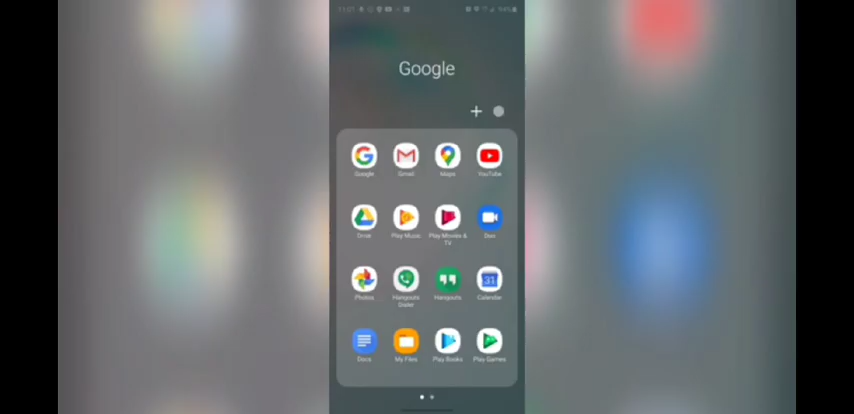 Google
Google Gmail Maps YouTube
Drive Play Music Play Movies & TV Duo
Photos Hangouts Dialer Hangouts Calendar
31
Docs My Files Play Books Play Games